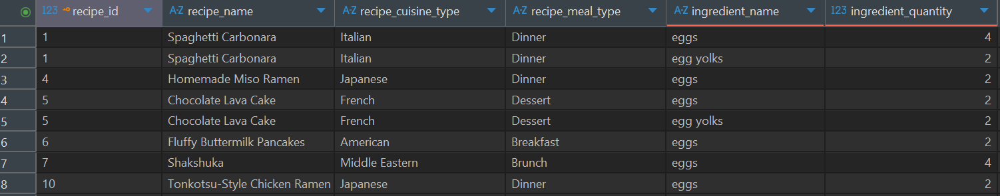 123 recipe_id A-Z recipe_name A-Z recipe_cuisine_type A-Z recipe_meal_type A-Z ingredient_name 123 ingredient_quantity
1 1 Spaghetti Carbonara Italian Dinner eggs 4
2 1 Spaghetti Carbonara Italian Dinner egg yolks 2
3 4 Homemade Miso Ramen Japanese Dinner eggs 2
4 5 Chocolate Lava Cake French Dessert eggs 2
5 5 Chocolate Lava Cake French Dessert egg yolks 2
6 6 Fluffy Buttermilk Pancakes American Breakfast eggs 2
7 7 Shakshuka Middle Eastern Brunch eggs 4
8 10 Tonkotsu-Style Chicken Ramen Japanese Dinner eggs 2